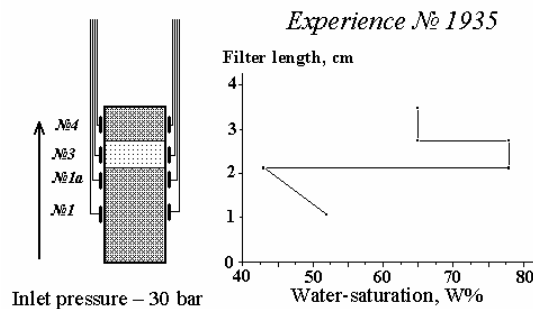 Experience № 1935
Filter length, cm
4
3
2
1
0
40
50
60
70
80
Water-saturation, W%
№4
№3
№1a
№1
Inlet pressure – 30 bar